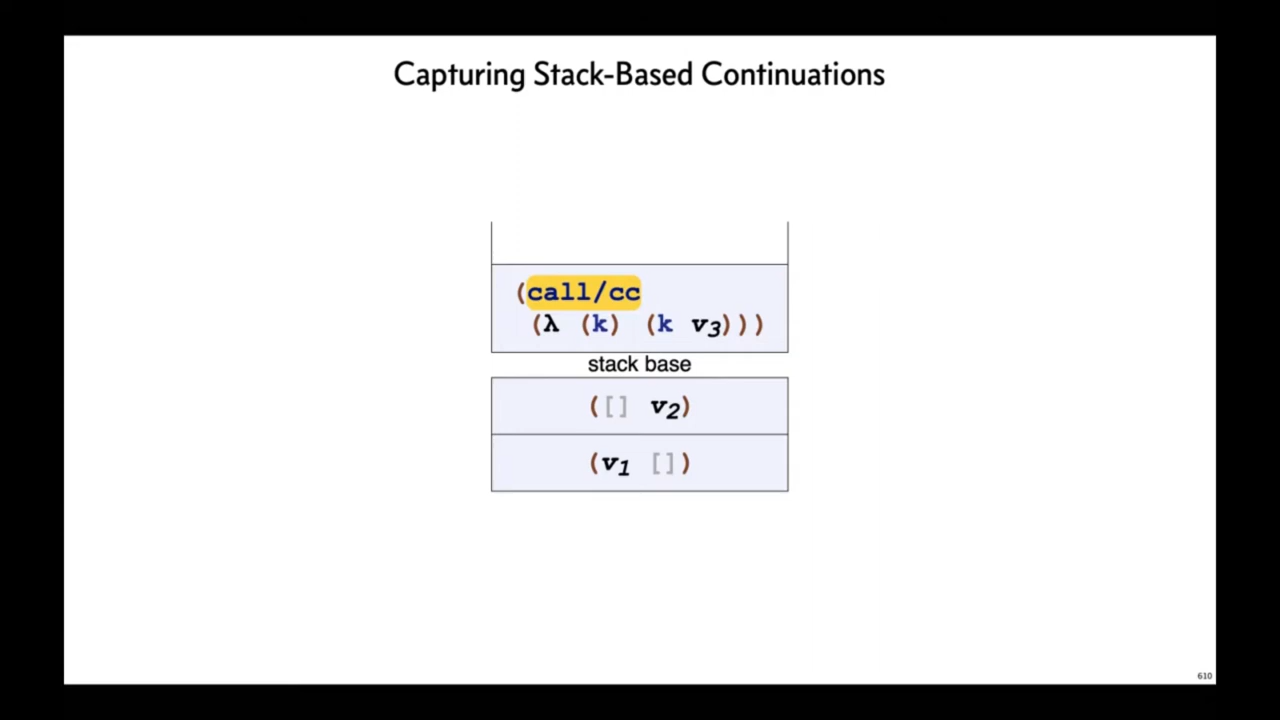 Capturing Stack-Based Continuations
(call/cc
(λ (k) (k v3)))
stack base
([] v2)
(v1 [])
610